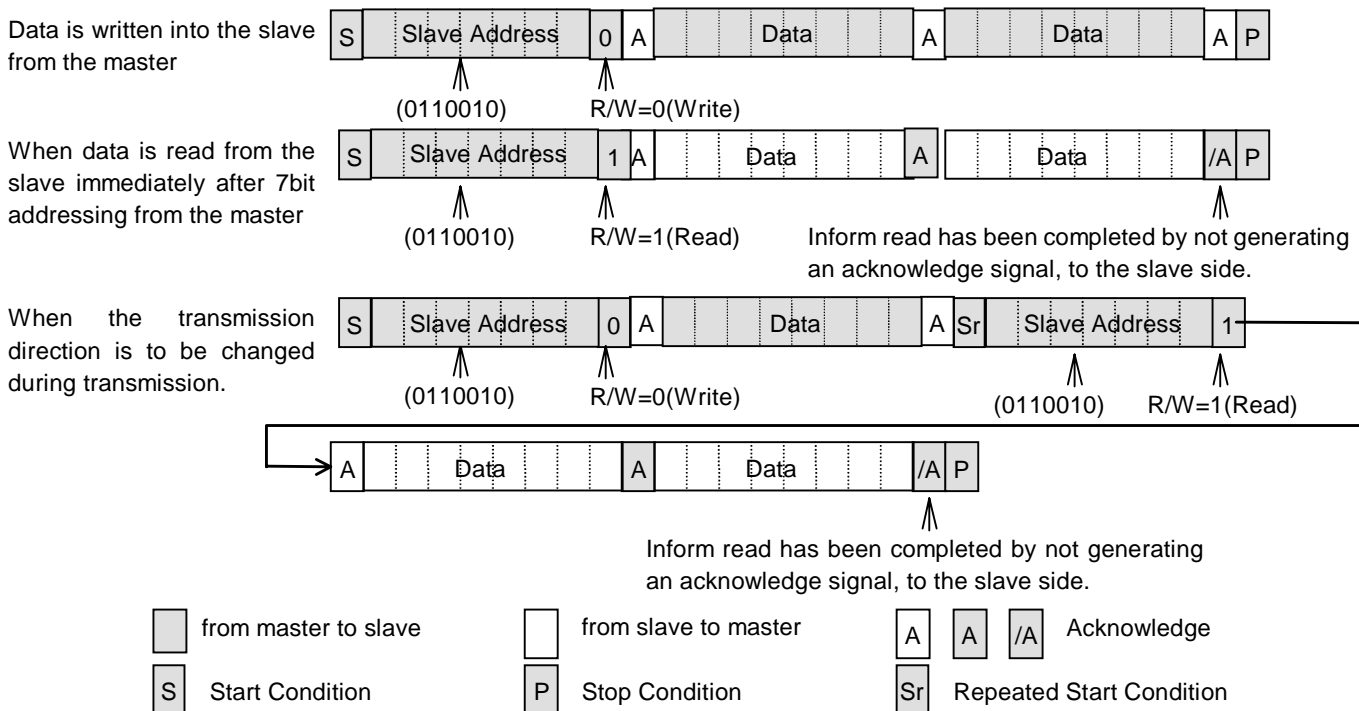 Data is written into the slave
from the master
S Slave Address 0 A Data A Data A P
(0110010) R/W=0(Write)
When data is read from the
slave immediately after 7bit
addressing from the master
S Slave Address 1 A Data A Data /A P
(0110010) R/W=1(Read)
Inform read has been completed by not generating
an acknowledge signal, to the slave side.
When the transmission
direction is to be changed
during transmission.
S Slave Address 0 A Data A Sr Slave Address 1
(0110010) R/W=0(Write) (0110010) R/W=1(Read)
A Data A Data /A P
Inform read has been completed by not generating
an acknowledge signal, to the slave side.
from master to slave from slave to master A A /A Acknowledge
S Start Condition P Stop Condition Sr Repeated Start Condition